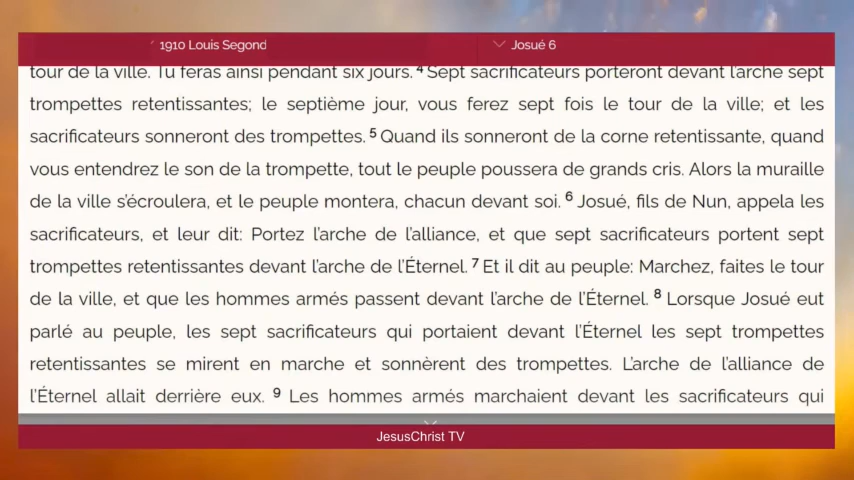 1910 Louis Segond
Josué 6
tour de la ville. Tu feras ainsi pendant six jours. 4 Sept sacrificateurs porteront devant l'arche sept
trompettes retentissantes; le septième jour, vous ferez sept fois le tour de la ville; et les
sacrificateurs sonneront des trompettes. 5 Quand ils sonneront de la corne retentissante, quand
vous entendrez le son de la trompette, tout le peuple poussera de grands cris. Alors la muraille
de la ville s'écroulera, et le peuple montera, chacun devant soi. 6 Josué, fils de Nun, appela les
sacrificateurs, et leur dit: Portez l'arche de l'alliance, et que sept sacrificateurs portent sept
trompettes retentissantes devant l'arche de l'Éternel. 7 Et il dit au peuple: Marchez, faites le tour
de la ville, et que les hommes armés passent devant l'arche de l'Éternel. 8 Lorsque Josué eut
parlé au peuple, les sept sacrificateurs qui portaient devant l'Éternel les sept trompettes
retentissantes se mirent en marche et sonnèrent des trompettes. L'arche de l'alliance de
l'Éternel allait derrière eux. 9 Les hommes armés marchaient devant les sacrificateurs qui
JesusChrist TV